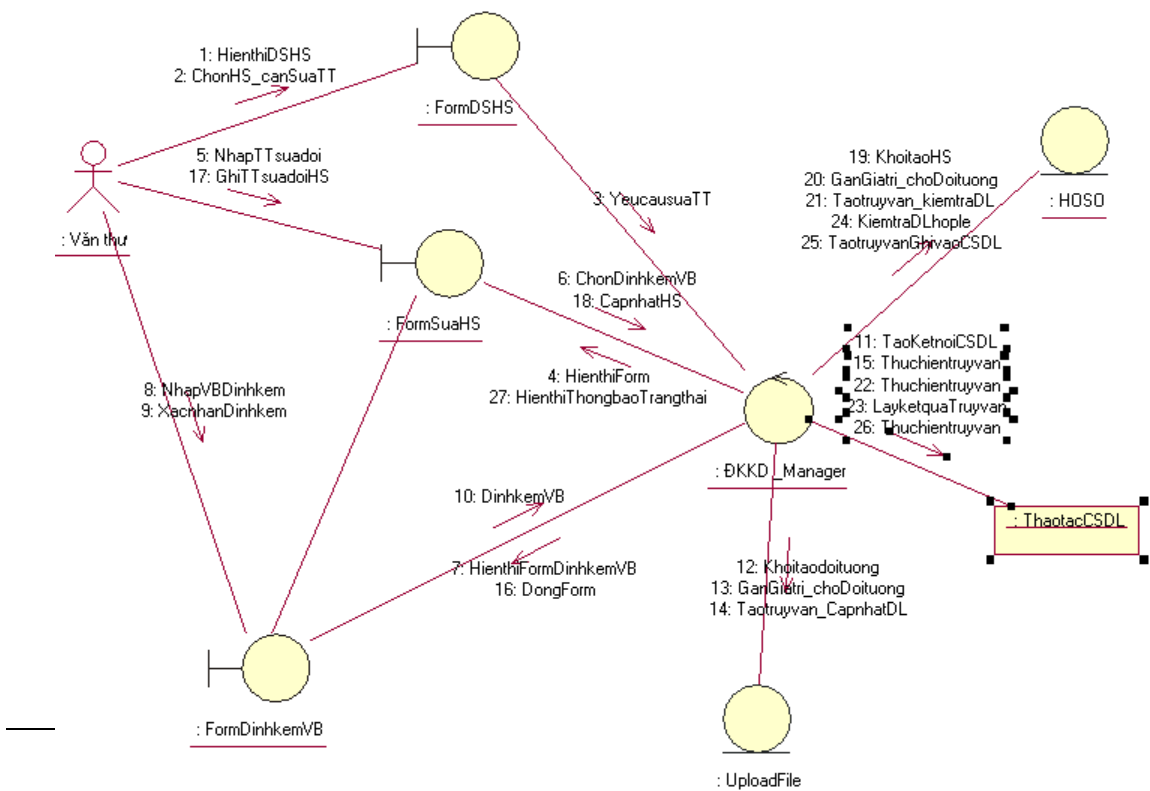 1: HienthiDSHS
2: ChonHS_canSuaTT
: FormDSHS
5: NhapTTsuadoi
17: GhiTTsuadoiHS
: Văn thư
3: YeucausuaTT
19: KhoitaoHS
20: GanGiatri_choDoituong
21: Taotruyvan_kiemtraDL
24: KiemtraDLhople
25: TaotruyvanGhivaoCSDL
: HOSO
: FormSuaHS
6: ChonDinhkemVB
18: CapnhatHS
4: HienthiForm
27: HienthiThongbaoTrangthai
11: TaoKetnoiCSDL
15: Thuchientruyvan
22: Thuchientruyvan
23: LayketquaTruyvan
26: Thuchientruyvan
8: NhapVBDinhkem
9: XacnhanDinhkem
: ĐKKD _Manager
10: DinhkemVB
: ThaotacCSDL
7: HienthiFormDinhkemVB
16: DongForm
12: Khoitaodoituong
13: GanGiatri_choDoituong
14: Taotruyvan_CapnhatDL
: FormDinhkemVB
: UploadFile